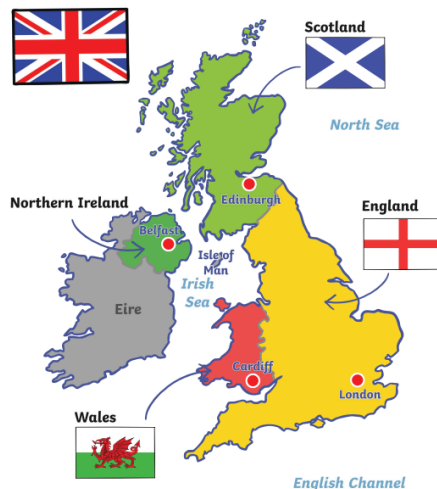 Scotland
North Sea
Edinburgh
Northern Ireland
England
Belfast
Isle of
Man
Irish
Sea
Eire
Cardiff
London
Wales
English Channel